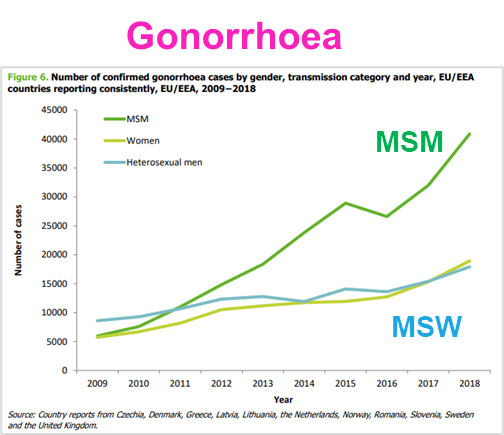 Gonorrhoea
Figure 6. Number of confirmed gonorrhoea cases by gender, transmission category and year, EU/EEA
countries reporting consistently, EU/EEA, 2009−2018
45000
40000
35000
30000
25000
20000
15000
10000
5000
0
Number of cases
MSM
Women
Heterosexual men
MSM
MSW
2009 2010 2011 2012 2013 2014 2015 2016 2017 2018
Year
Source: Country reports from Czechia, Denmark, Greece, Latvia, Lithuania, the Netherlands, Norway, Romania, Slovenia, Sweden
and the United Kingdom.